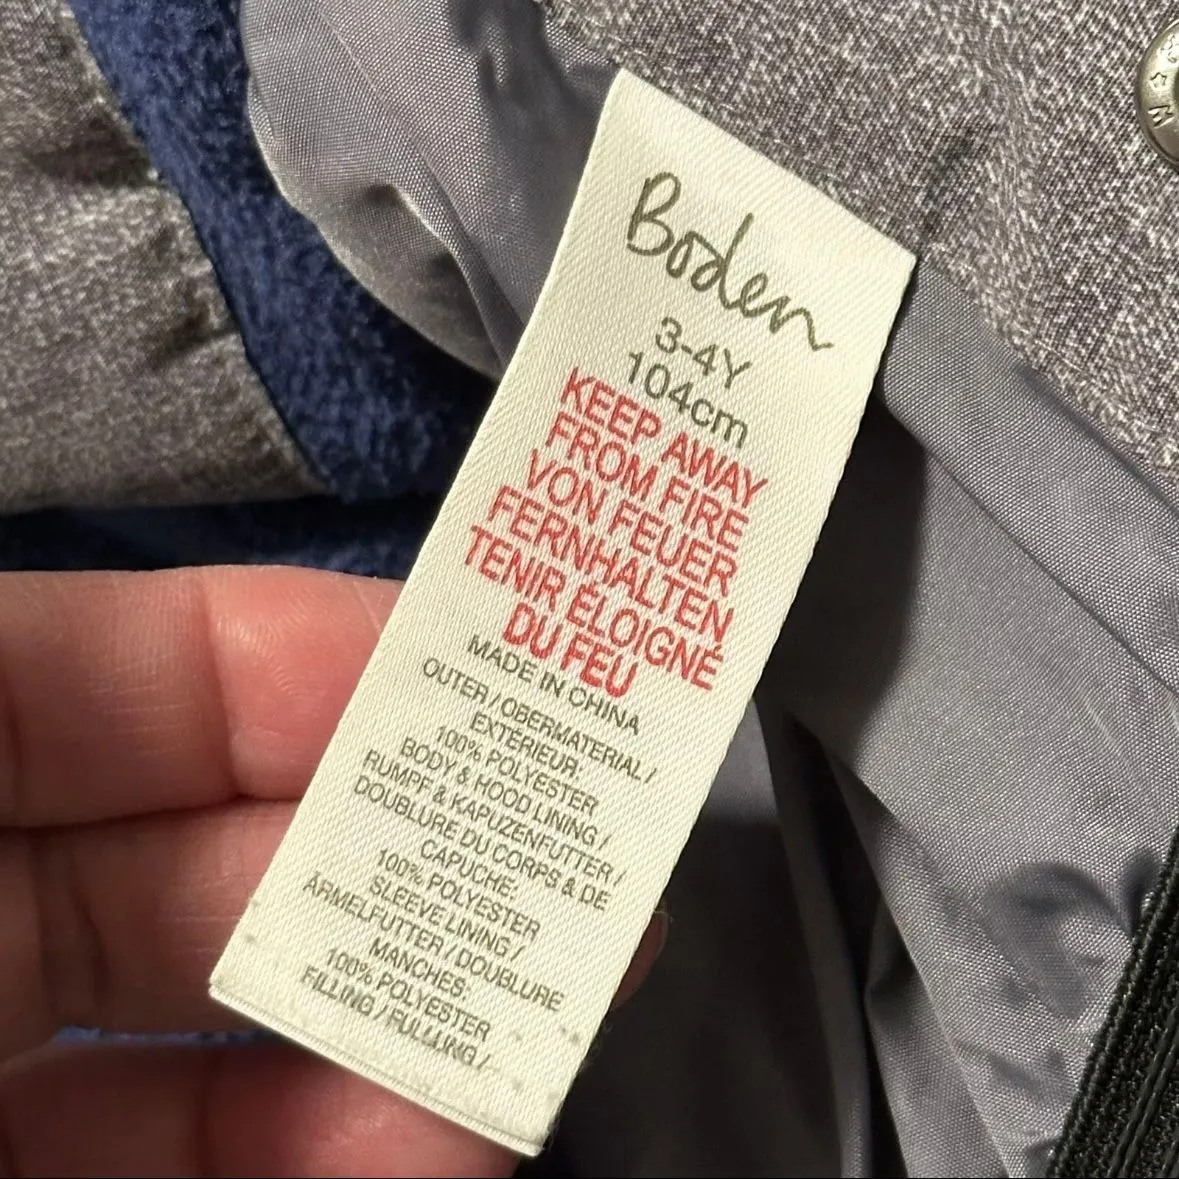 Boden
3-4Y
104cm
KEEP AWAY
FROM FIRE
VON FEUER
FERNHALTEN
TENIR ÉLOIGNÉ
DU FEU
MADE IN CHINA
OUTER / OBERMATERIAL /
EXTÉRIEUR:
100% POLYESTER
BODY & HOOD LINING /
RUMPF & KAPUZENFUTTER /
DOUBLURE DU CORPS & DE
CAPUCHE:
100% POLYESTER
SLEEVE LINING /
ÄRMELFUTTER / DOUBLURE
MANCHES:
100% POLYESTER
FILLING / FÜLLUNG /